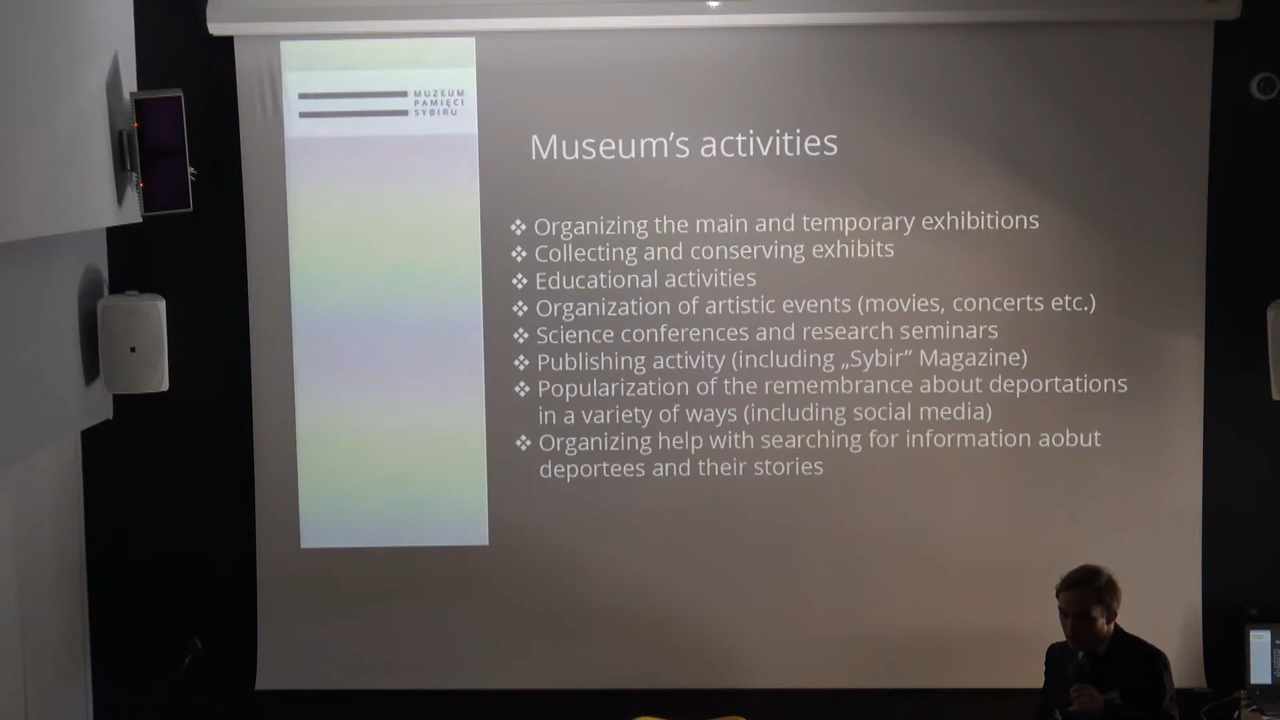 MUZEUM
PAMIĘCI
SYBIRU
Museum's activities
❖ Organizing the main and temporary exhibitions
❖ Collecting and conserving exhibits
❖ Educational activities
❖ Organization of artistic events (movies, concerts etc.)
❖ Science conferences and research seminars
❖ Publishing activity (including „Sybir” Magazine)
❖ Popularization of the remembrance about deportations
in a variety of ways (including social media)
❖ Organizing help with searching for information aobut
deportees and their stories